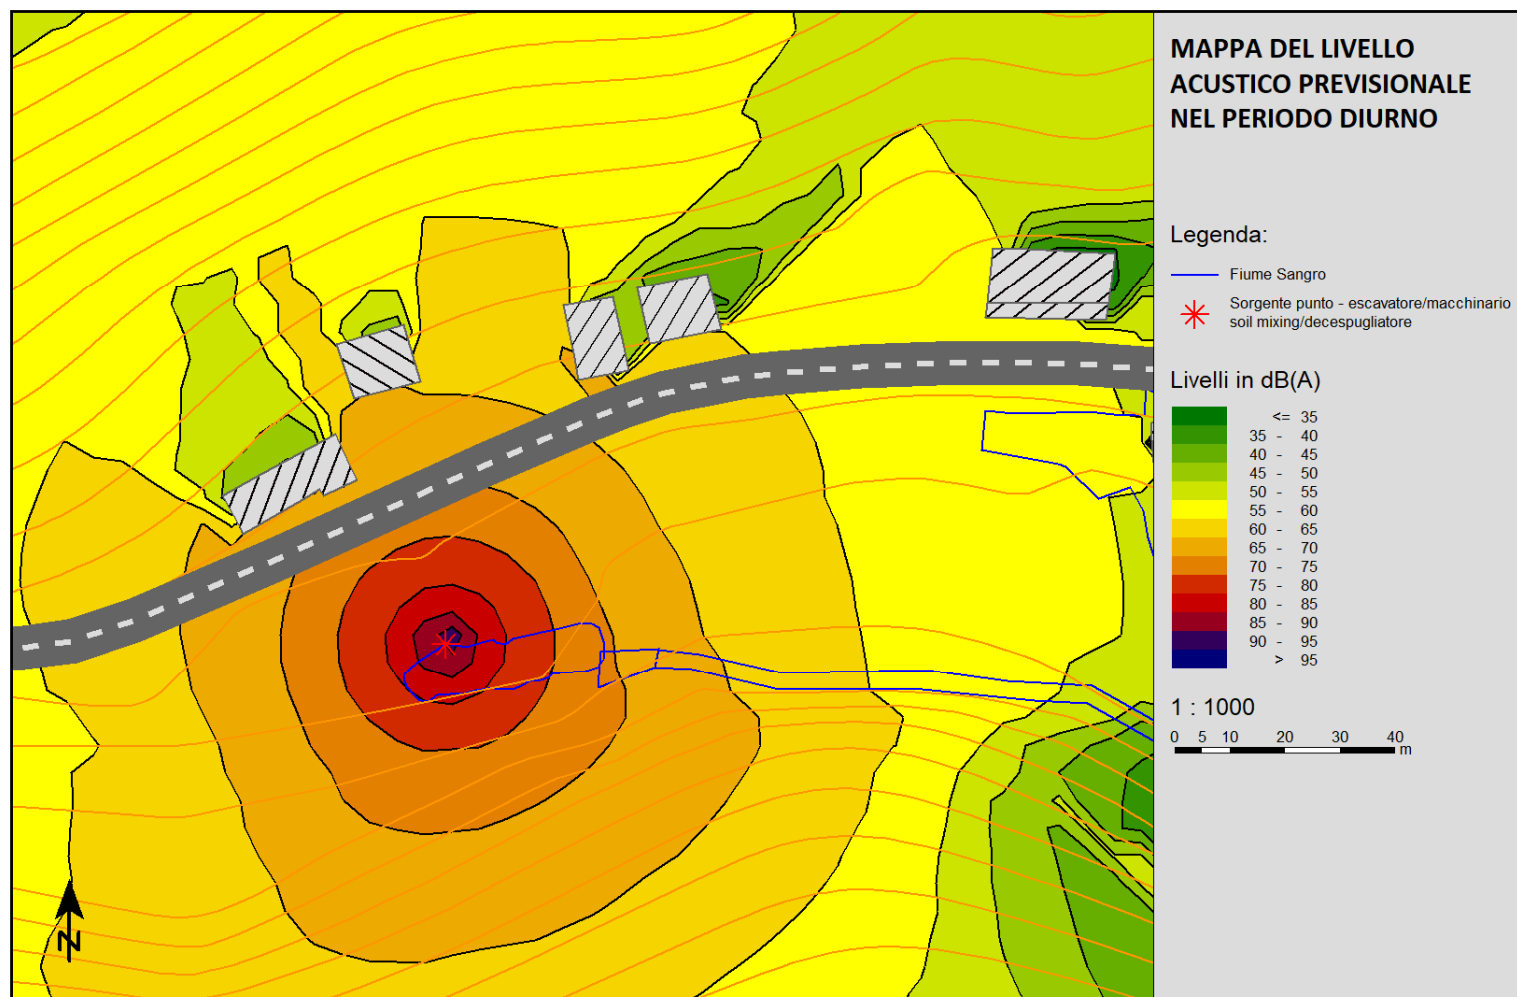 MAPPA DEL LIVELLO
ACUSTICO PREVISIONALE
NEL PERIODO DIURNO
Legenda:
Fiume Sangro
Sorgente punto - escavatore/macchinario
soil mixing/decespugliatore
Livelli in dB(A)
<= 35
35 - 40
40 - 45
45 - 50
50 - 55
55 - 60
60 - 65
65 - 70
70 - 75
75 - 80
80 - 85
85 - 90
90 - 95
> 95
1 : 1000
0 5 10 20 30 40
m
N